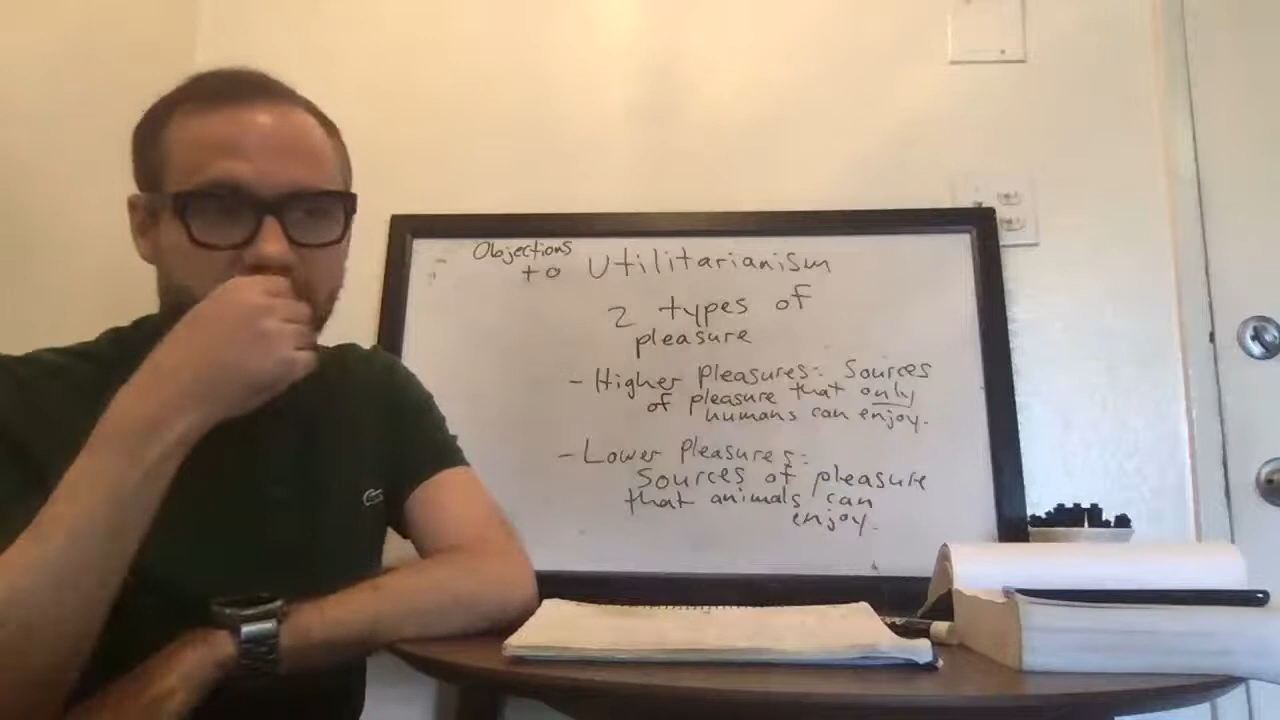 Objections
to Utilitarianism
2 types of
pleasure
- Higher Pleasures: Sources
of pleasure that only
humans can enjoy.
- Lower Pleasures:
Sources of pleasure
that animals can
enjoy.